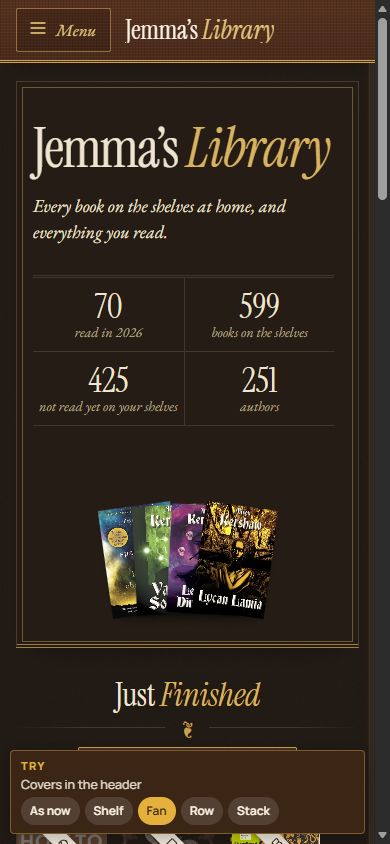 Menu
Jemma's Library
Jemma's Library
Every book on the shelves at home, and
everything you read.
70
read in 2026
599
books on the shelves
425
not read yet on your shelves
251
authors
Kershaw
Lycan Lamia
Just Finished
TRY
Covers in the header
As now
Shelf
Fan
Row
Stack